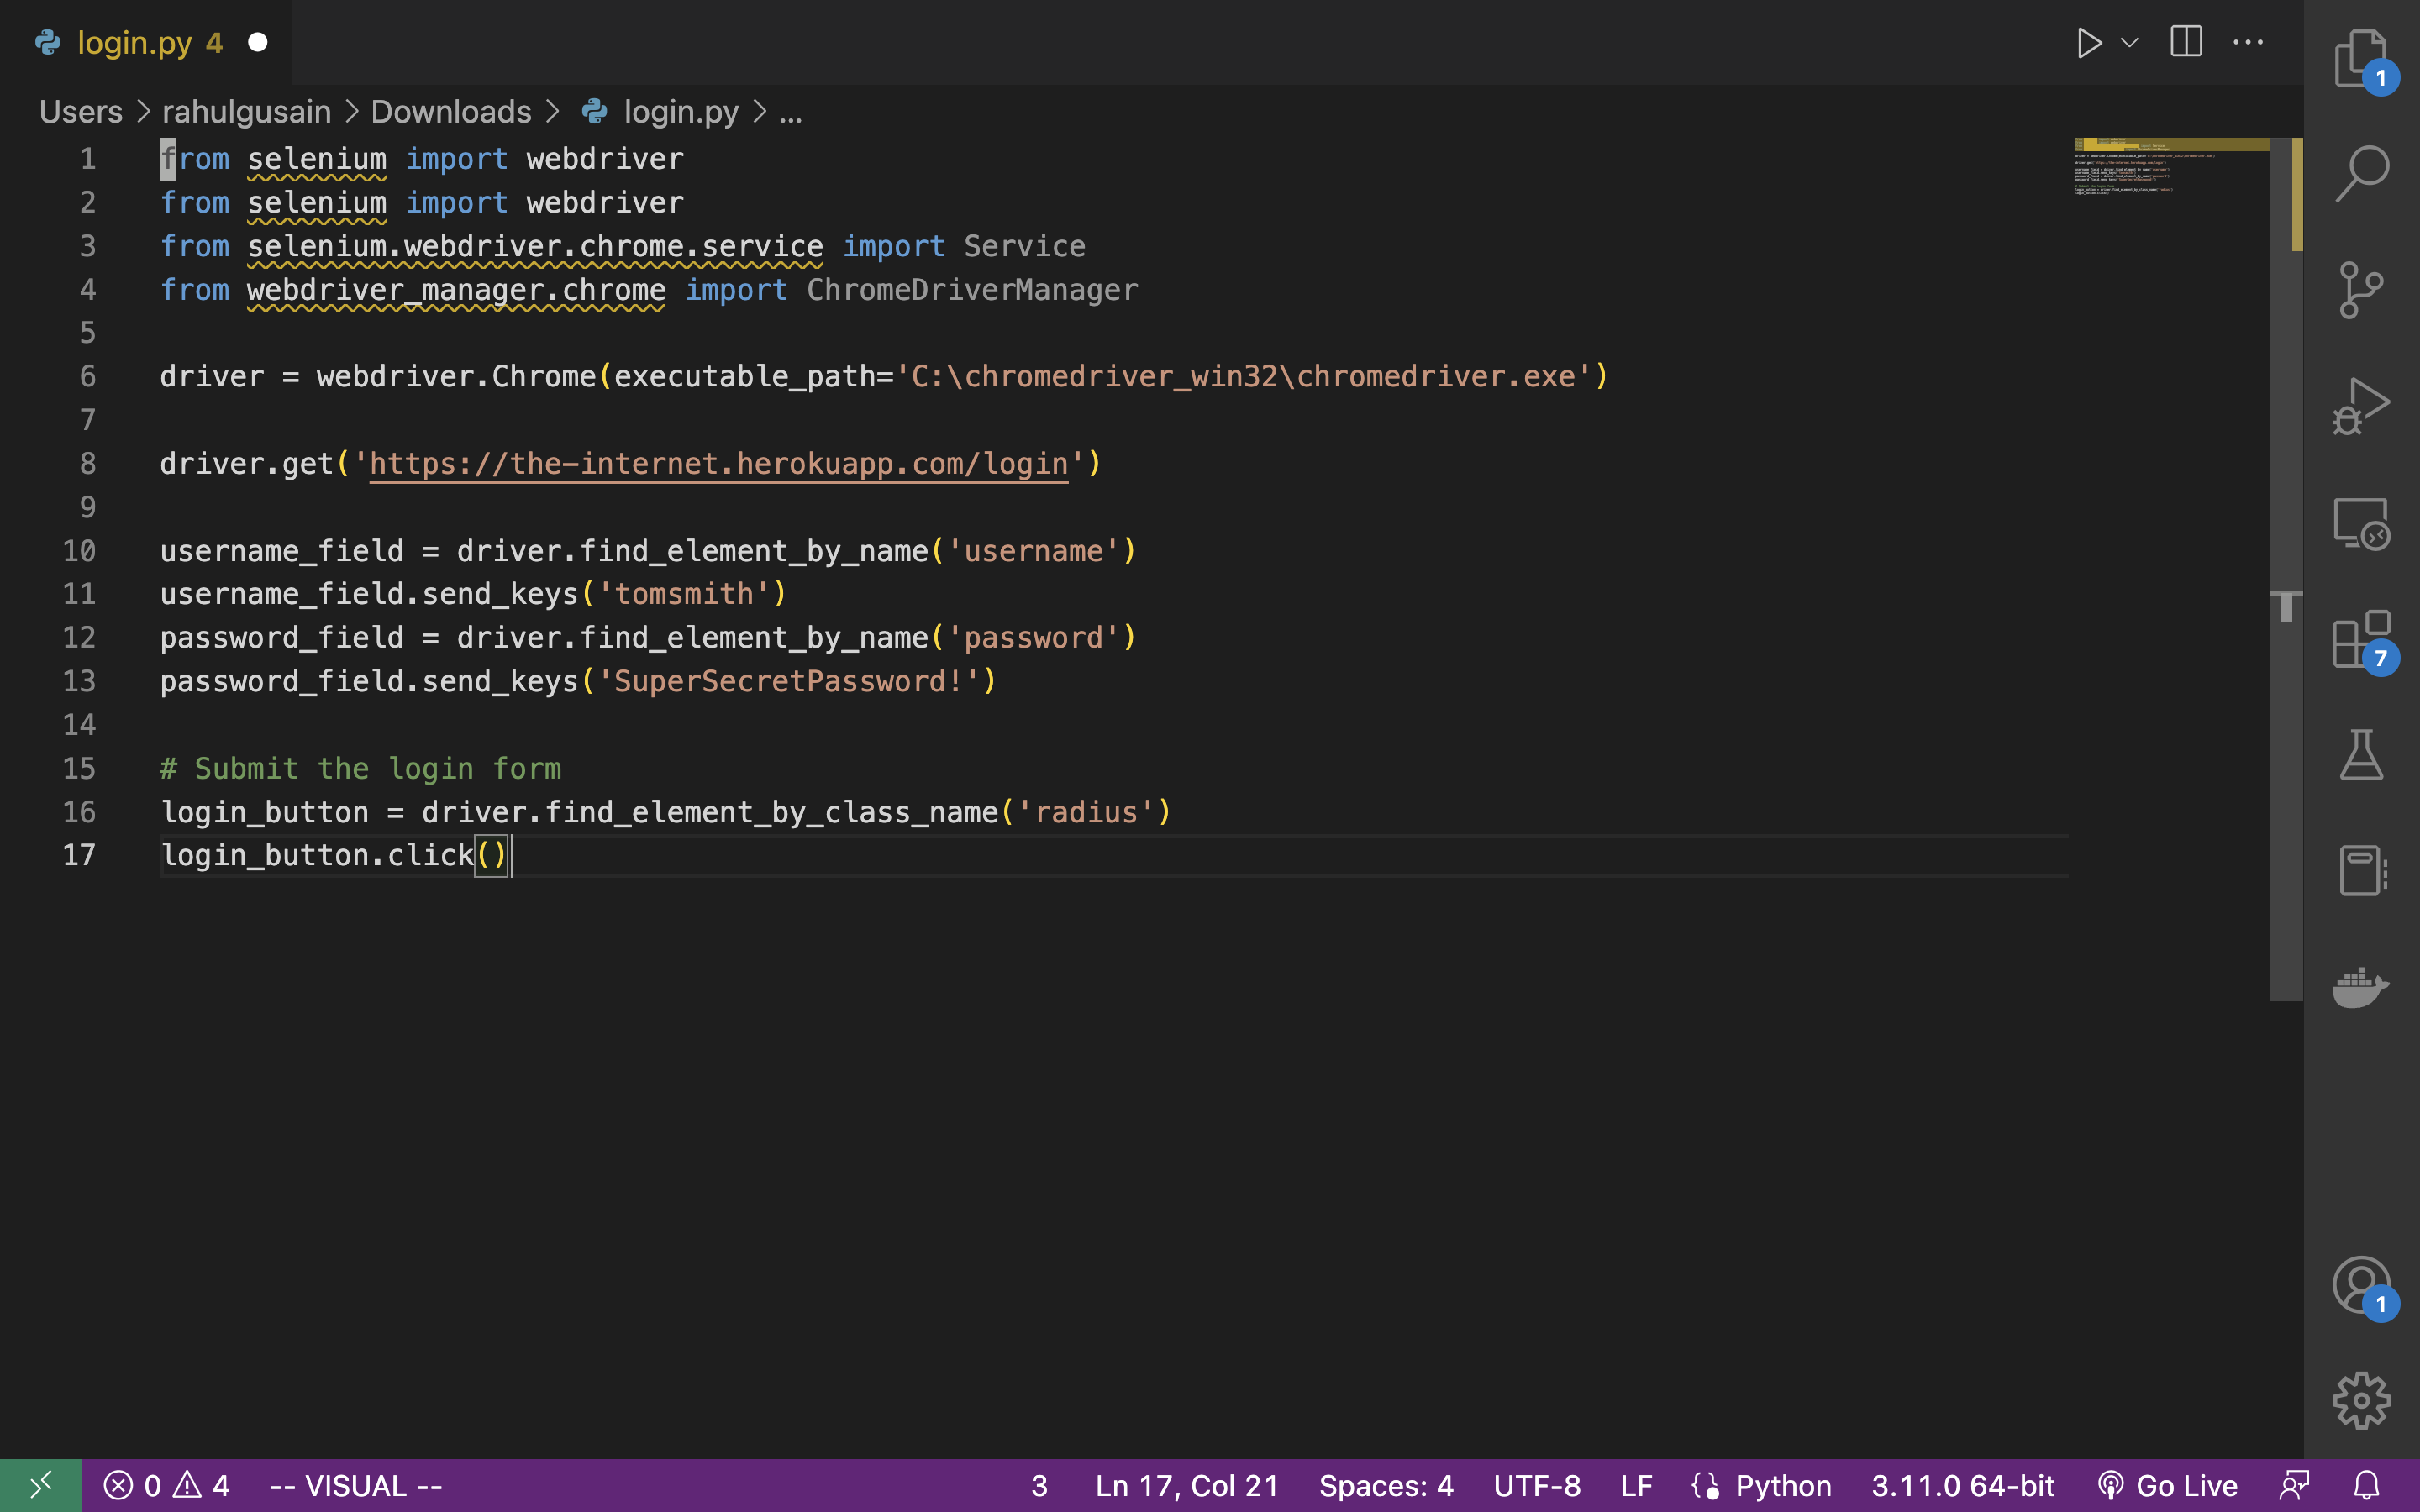 login.py 4
Users > rahulgusain > Downloads > login.py > ...
1 from selenium import webdriver
2 from selenium import webdriver
3 from selenium.webdriver.chrome.service import Service
4 from webdriver_manager.chrome import ChromeDriverManager
5
6 driver = webdriver.Chrome(executable_path='C:\chromedriver_win32\chromedriver.exe')
7
8 driver.get('https://the-internet.herokuapp.com/login')
9
10 username_field = driver.find_element_by_name('username')
11 username_field.send_keys('tomsmith')
12 password_field = driver.find_element_by_name('password')
13 password_field.send_keys('SuperSecretPassword!')
14
15 # Submit the login form
16 login_button = driver.find_element_by_class_name('radius')
17 login_button.click()
1
7
1
0 4 -- VISUAL -- 3 Ln 17, Col 21 Spaces: 4 UTF-8 LF Python 3.11.0 64-bit Go Live